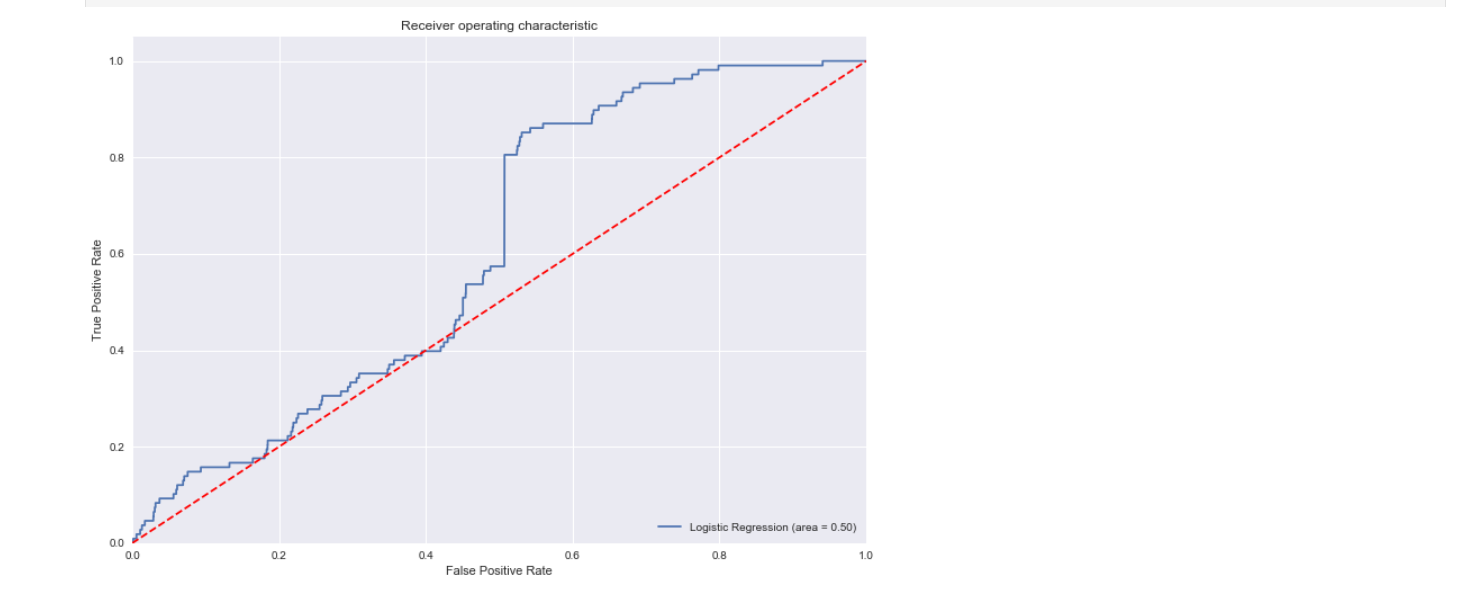 Receiver operating characteristic
1.0
0.8
0.6
0.4
0.2
0.0
True Positive Rate
0.0 0.2 0.4 0.6 0.8 1.0
False Positive Rate
Logistic Regression (area = 0.50)